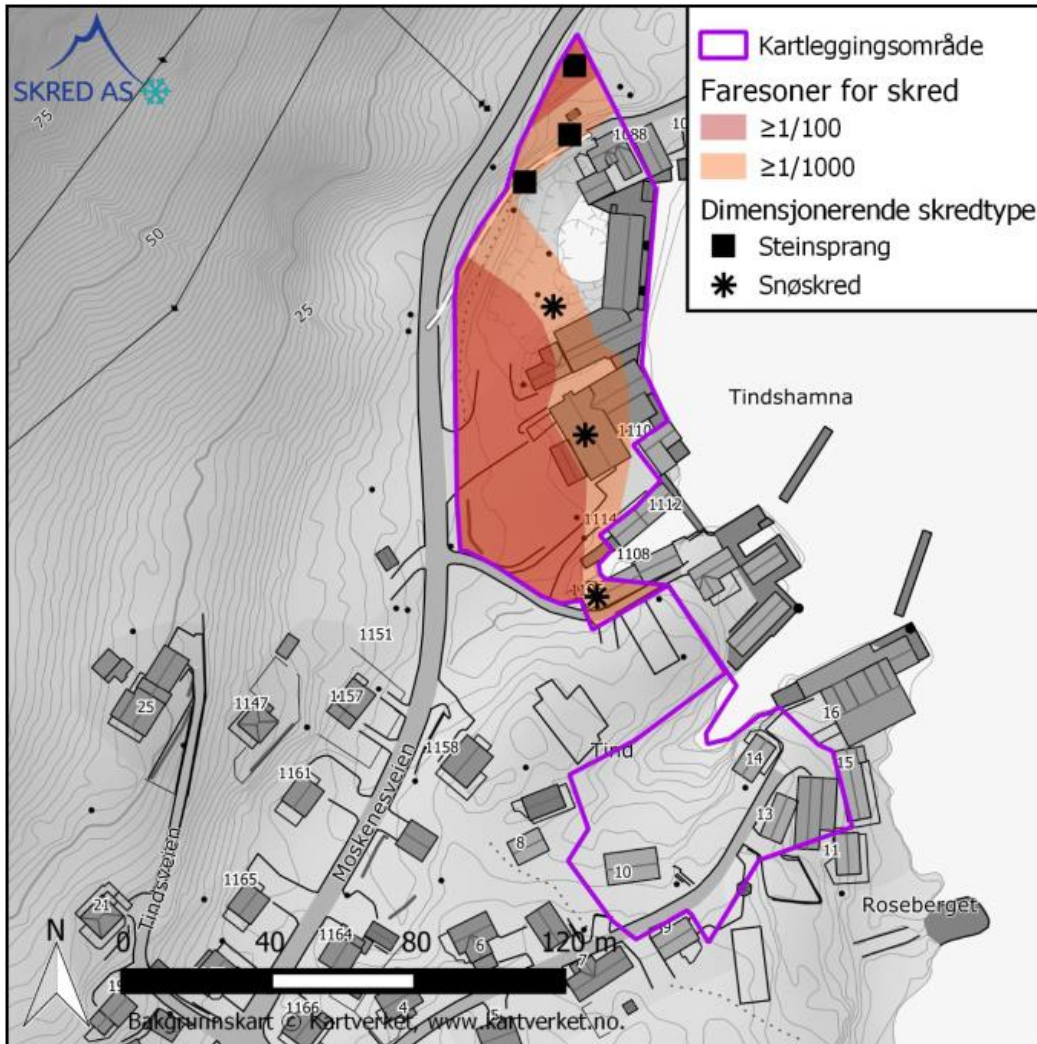 SKRED AS
Kartleggingsområde
Faresoner for skred
≥1/100
≥1/1000
Dimensjonerende skredtype
Steinsprang
Snøskred
75
50
25
1088
Tindshamna
1110
1112
1114
1108
1151
25
1147
1157
1158
Tind
16
14
15
1161
13
8
11
10
Moskenesveien
Tindsveien
1165
21
Roseberget
N
0 40 80 120 m
1164
6
9
7
19
1166
4
5
Bakgrunnskart © Kartverket, www.kartverket.no.